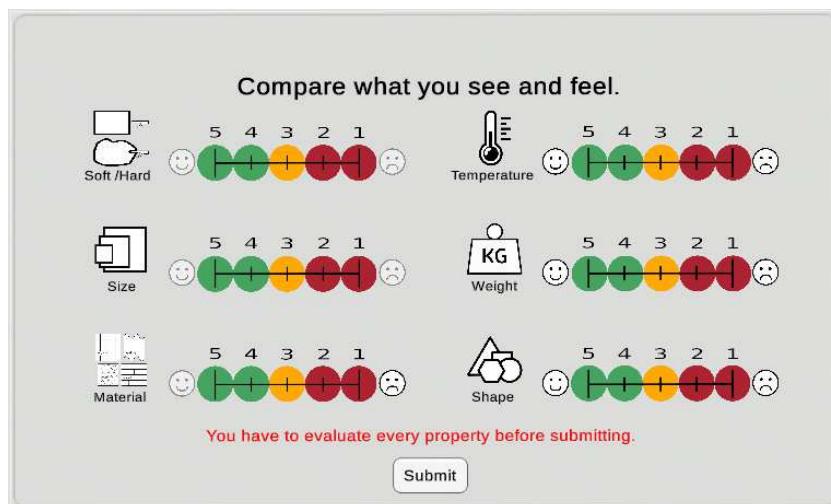 Compare what you see and feel.
5 4 3 2 1
Soft /Hard
5 4 3 2 1
Temperature
5 4 3 2 1
Size
5 4 3 2 1
KG
Weight
5 4 3 2 1
Material
5 4 3 2 1
Shape
You have to evaluate every property before submitting.
Submit